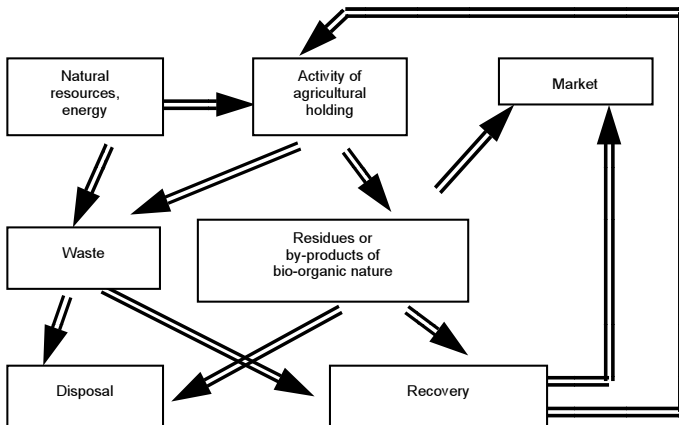 Natural
resources,
energy
Activity of
agricultural
holding
Market
Waste
Residues or
by-products of
bio-organic nature
Disposal
Recovery